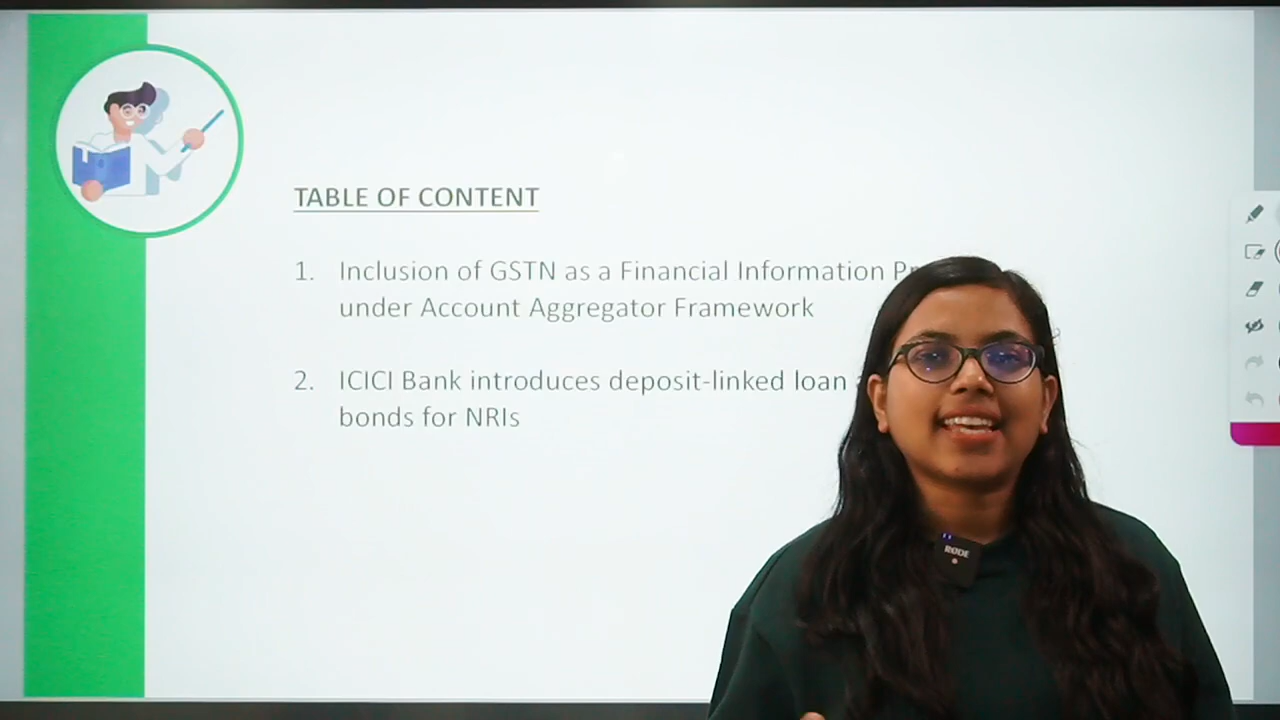 TABLE OF CONTENT
1. Inclusion of GSTN as a Financial Information
under Account Aggregator Framework
2. ICICI Bank introduces deposit-linked loan
bonds for NRIs
RØDE